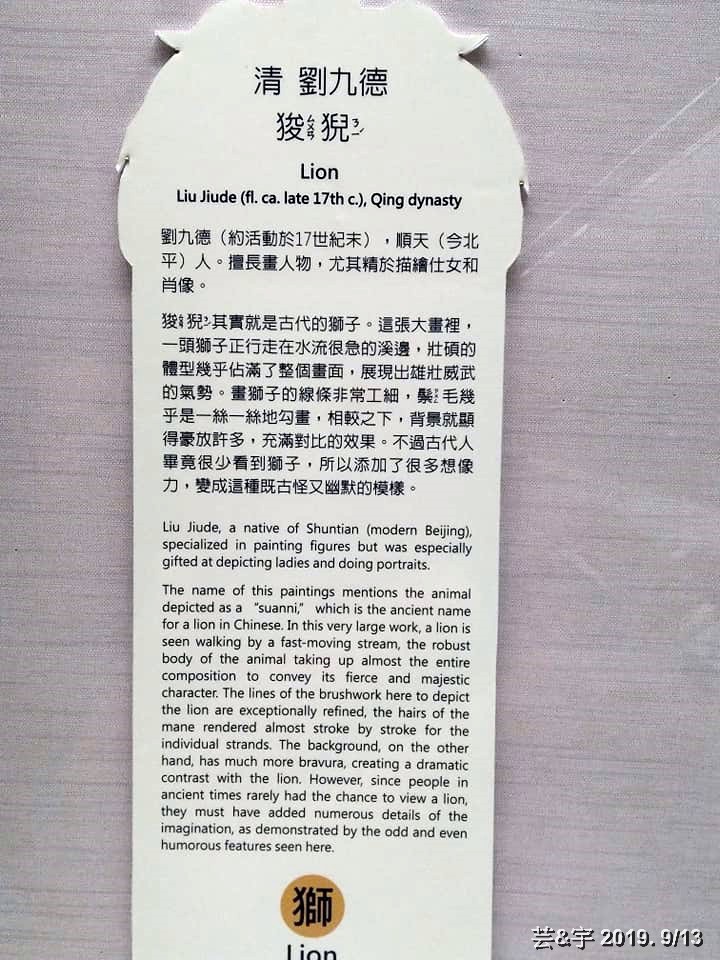 清 劉九德
狻ㄙㄨㄢ猊ㄋㄧˊ
Lion
Liu Jiude (fl. ca. late 17th c.), Qing dynasty
劉九德（約活動於17世紀末），順天（今北
平）人。擅長畫人物，尤其精於描繪仕女和
肖像。
狻猊其實就是古代的獅子。這張大畫裡，
一頭獅子正行走在水流很急的溪邊，壯碩的
體型幾乎佔滿了整個畫面，展現出雄壯威武
的氣勢。畫獅子的線條非常工細，鬃毛幾
乎是一絲一絲地勾畫，相較之下，背景就顯
得豪放許多，充滿對比的效果。不過古代人
畢竟很少看到獅子，所以添加了很多想像
力，變成這種既古怪又幽默的模樣。
Liu Jiude, a native of Shuntian (modern Beijing),
specialized in painting figures but was especially
gifted at depicting ladies and doing portraits.
The name of this paintings mentions the animal
depicted as a “suanni,” which is the ancient name
for a lion in Chinese. In this very large work, a lion is
seen walking by a fast-moving stream, the robust
body of the animal taking up almost the entire
composition to convey its fierce and majestic
character. The lines of the brushwork here to depict
the lion are exceptionally refined, the hairs of the
mane rendered almost stroke by stroke for the
individual strands. The background, on the other
hand, has much more bravura, creating a dramatic
contrast with the lion. However, since people in
ancient times rarely had the chance to view a lion,
they must have added numerous details of the
imagination, as demonstrated by the odd and even
humorous features seen here.
獅
Lion
芸&宇 2019. 9/13